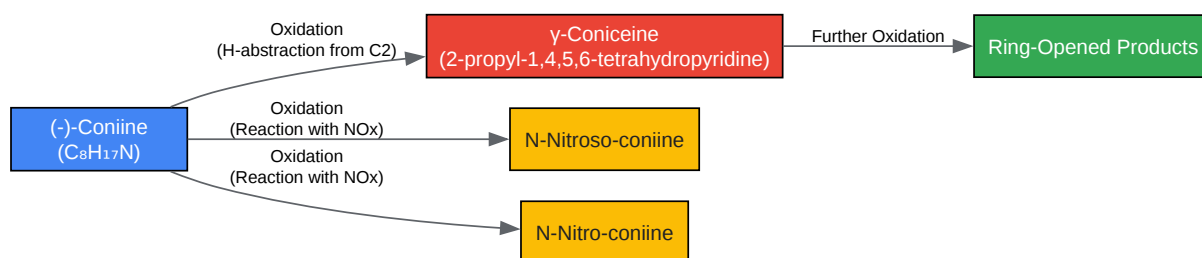 Oxidation
(H-abstraction from C2)
γ-Coniceine
(2-propyl-1,4,5,6-tetrahydropyridine)
Further Oxidation
Ring-Opened Products
(-)-Coniine
(C₈H₁₇N)
Oxidation
(Reaction with NOx)
N-Nitroso-coniine
Oxidation
(Reaction with NOx)
N-Nitro-coniine